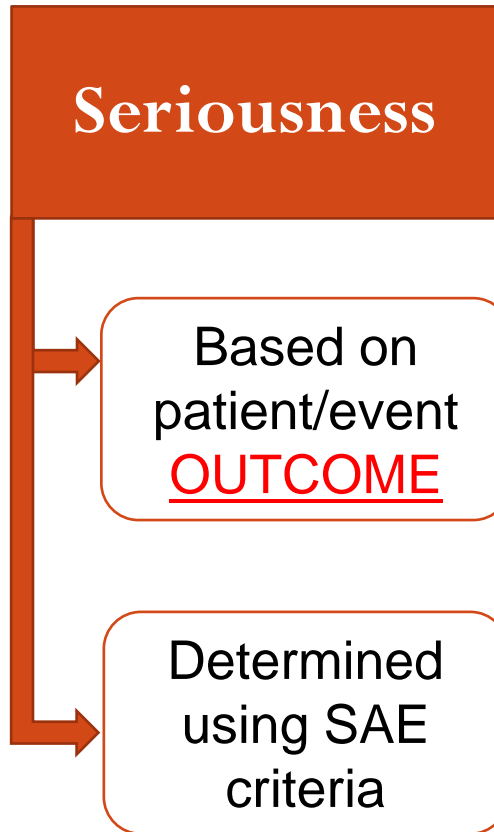 Seriousness
Based on
patient/event
OUTCOME
Determined
using SAE
criteria